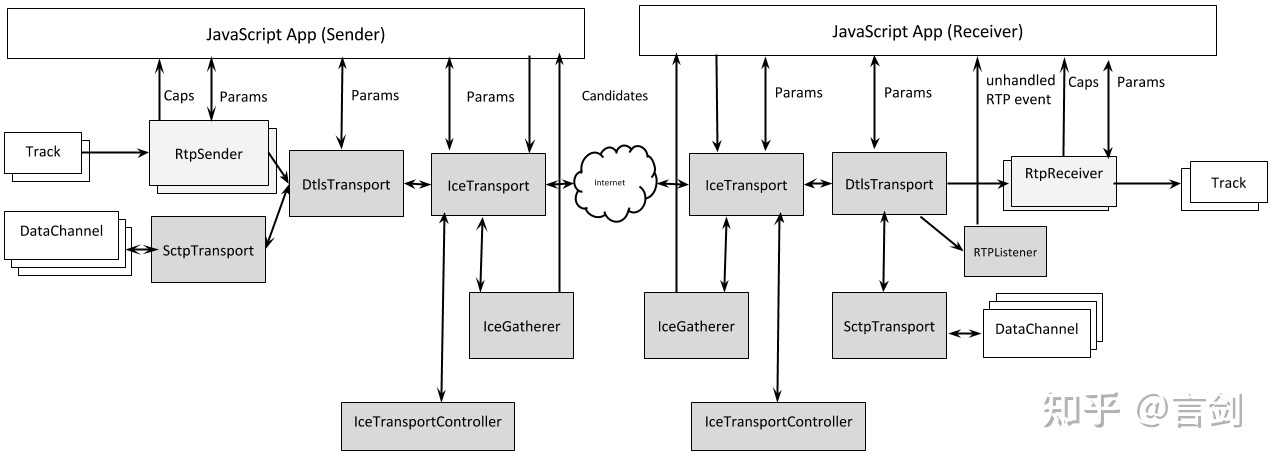 JavaScript App (Sender)
JavaScript App (Receiver)
Caps
Params
Params
Params
Candidates
Params
Params
unhandled
RTP event
Caps
Params
Track
RtpSender
DtlsTransport
IceTransport
Internet
IceTransport
DtlsTransport
RtpReceiver
Track
DataChannel
SctpTransport
RTPListener
IceGatherer
IceGatherer
SctpTransport
DataChannel
IceTransportController
IceTransportController
知乎 @言剑